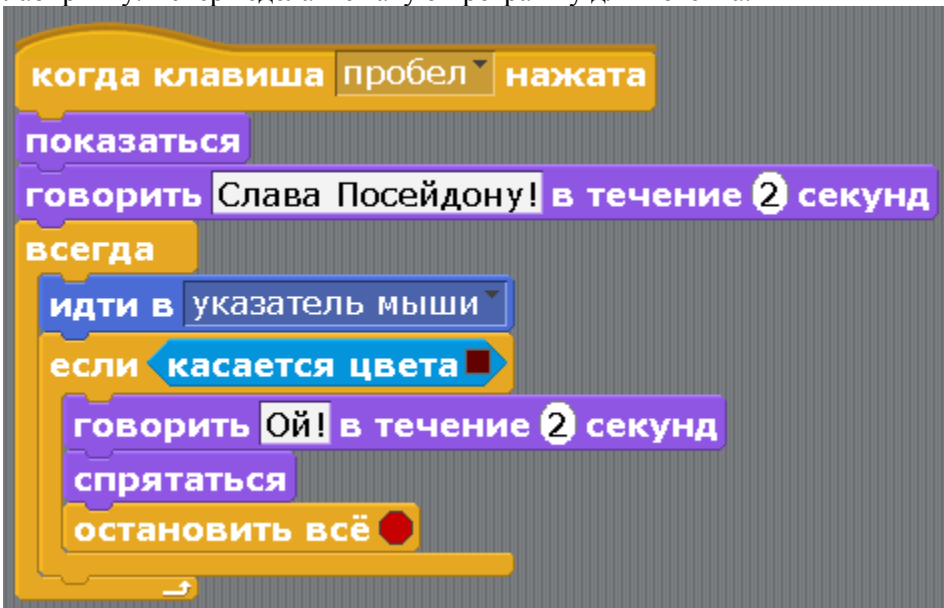 когда клавиша пробел нажата
показаться
говорить Слава Посейдону! в течение 2 секунд
всегда
идти в указатель мыши
если касается цвета
говорить Ой! в течение 2 секунд
спрятаться
остановить всё